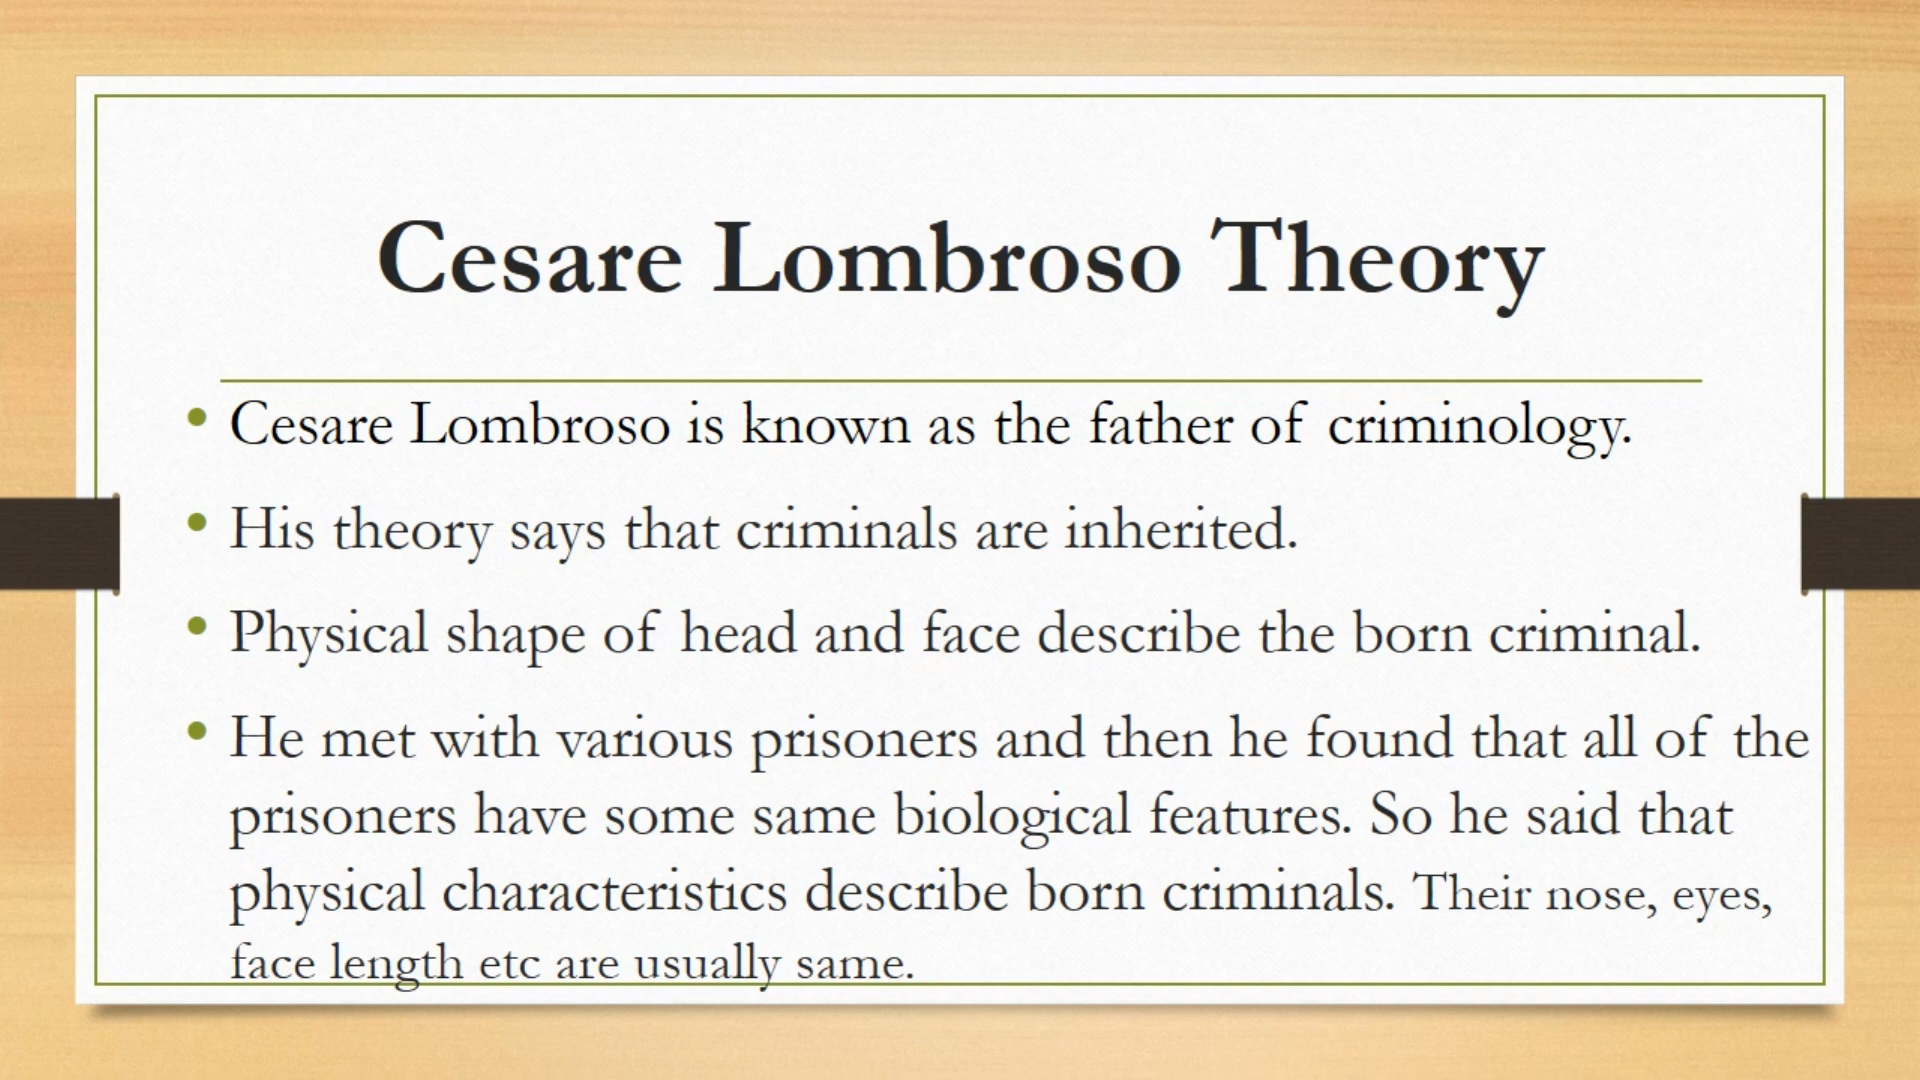 Cesare Lombroso Theory
• Cesare Lombroso is known as the father of criminology.
• His theory says that criminals are inherited.
• Physical shape of head and face describe the born criminal.
• He met with various prisoners and then he found that all of the
prisoners have some same biological features. So he said that
physical characteristics describe born criminals. Their nose, eyes,
face length etc are usually same.